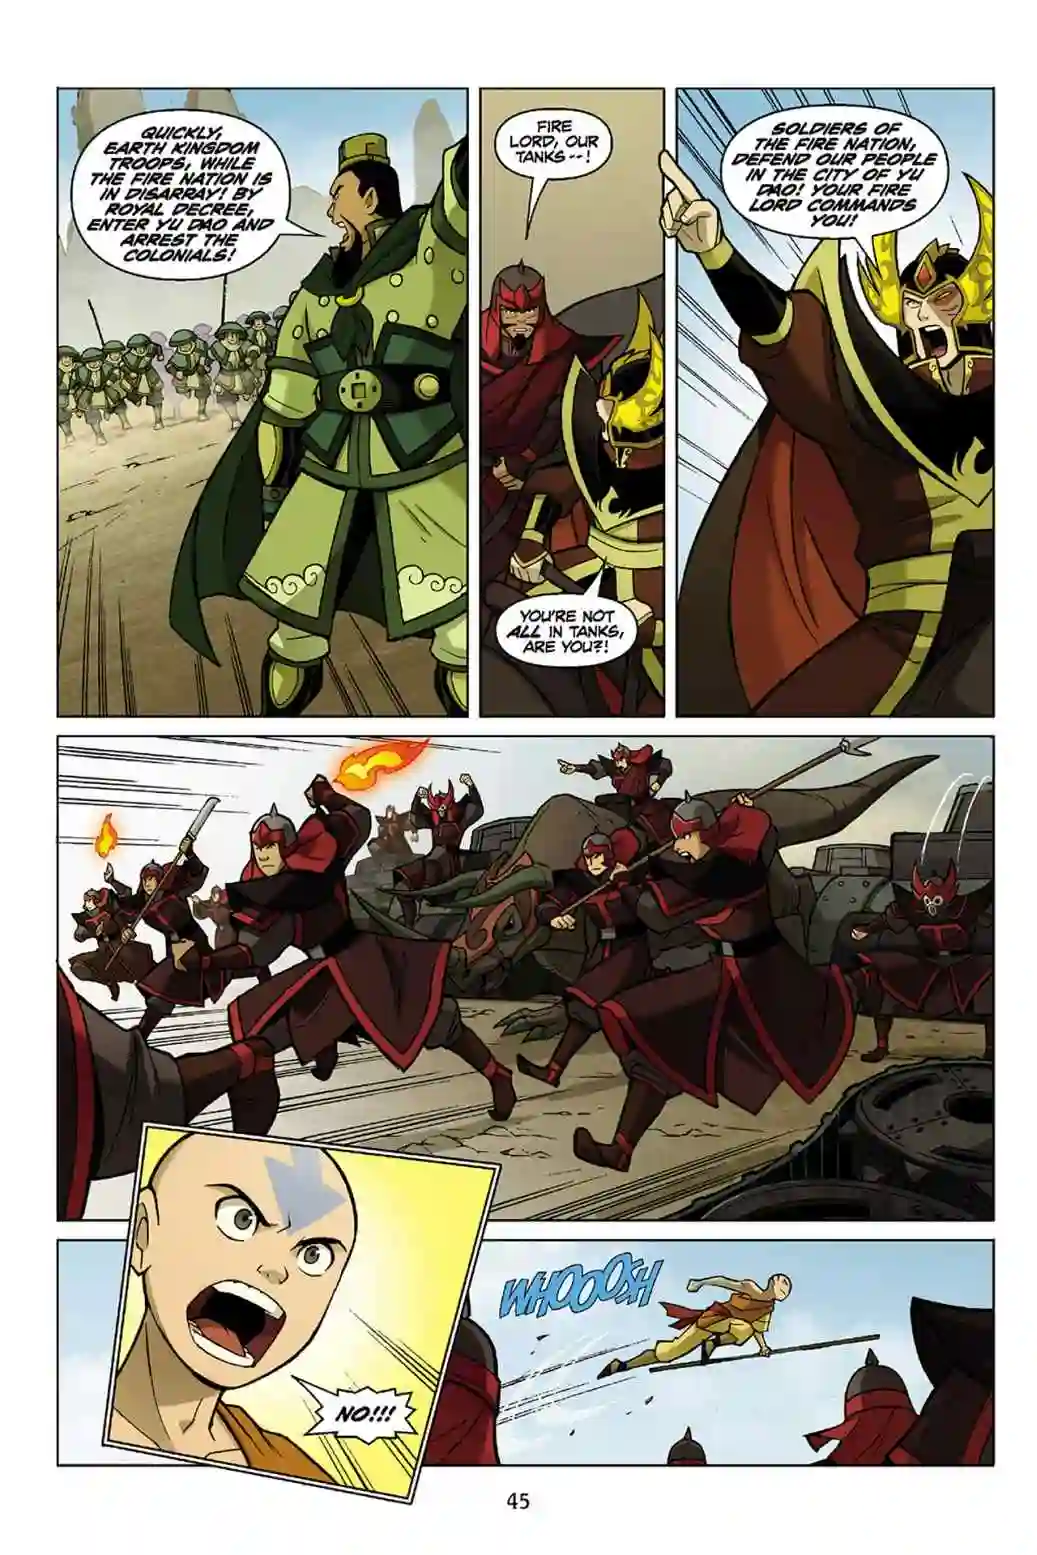 QUICKLY,
EARTH KINGDOM
TROOPS, WHILE
THE FIRE NATION IS
IN DISARRAY! BY
ROYAL DECREE,
ENTER YU DAO AND
ARREST THE
COLONIALS!
FIRE
LORD, OUR
TANKS--!
YOU'RE NOT
ALL IN TANKS,
ARE YOU?!
SOLDIERS OF
THE FIRE NATION,
DEFEND OUR PEOPLE
IN THE CITY OF YU
DAO! YOUR FIRE
LORD COMMANDS
YOU!
NO!!!
WHOOOSH
45